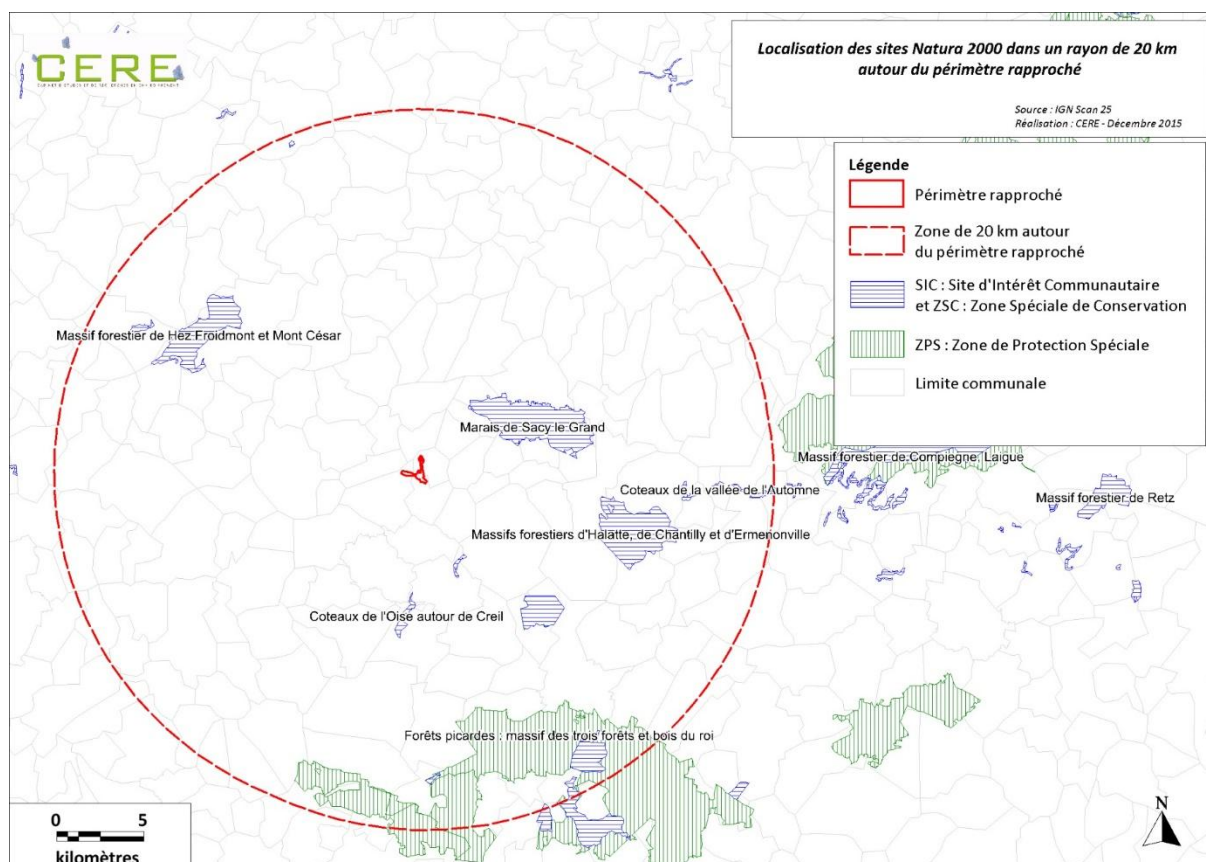 CERE
Localisation des sites Natura 2000 dans un rayon de 20 km
autour du périmètre rapproché
Source : IGN Scan 25
Réalisation : CERE - Décembre 2015
Légende
Périmètre rapproché
Zone de 20 km autour
du périmètre rapproché
SIC : Site d'Intérêt Communautaire
et ZSC : Zone Spéciale de Conservation
ZPS : Zone de Protection Spéciale
Limite communale
Massif forestier de Hez Froidmont et Mont César
Marais de Sacy le Grand
Massif forestier de Compiegne, Laigue
Coteaux de la vallée de l'Automne
Massif forestier de Retz
Massifs forestiers d'Halatte, de Chantilly et d'Ermenonville
Coteaux de l'Oise autour de Creil
Forêts picardes : massif des trois forêts et bois du roi
0 5
kilomètres
N